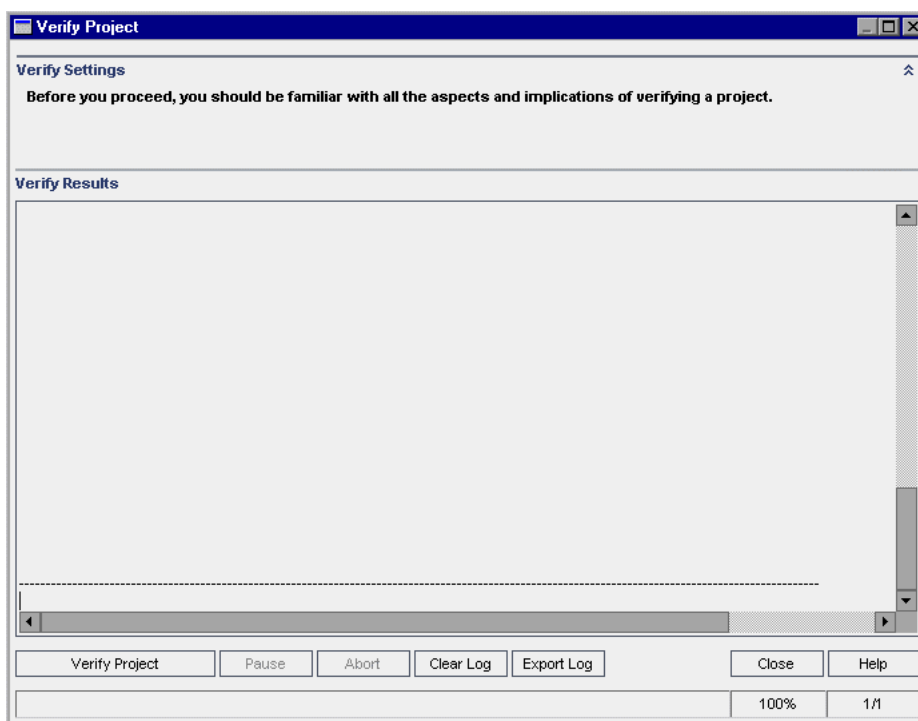 Verify Project
Verify Settings
Before you proceed, you should be familiar with all the aspects and implications of verifying a project.
Verify Results
Verify Project Pause Abort Clear Log Export Log Close Help
100% 1/1